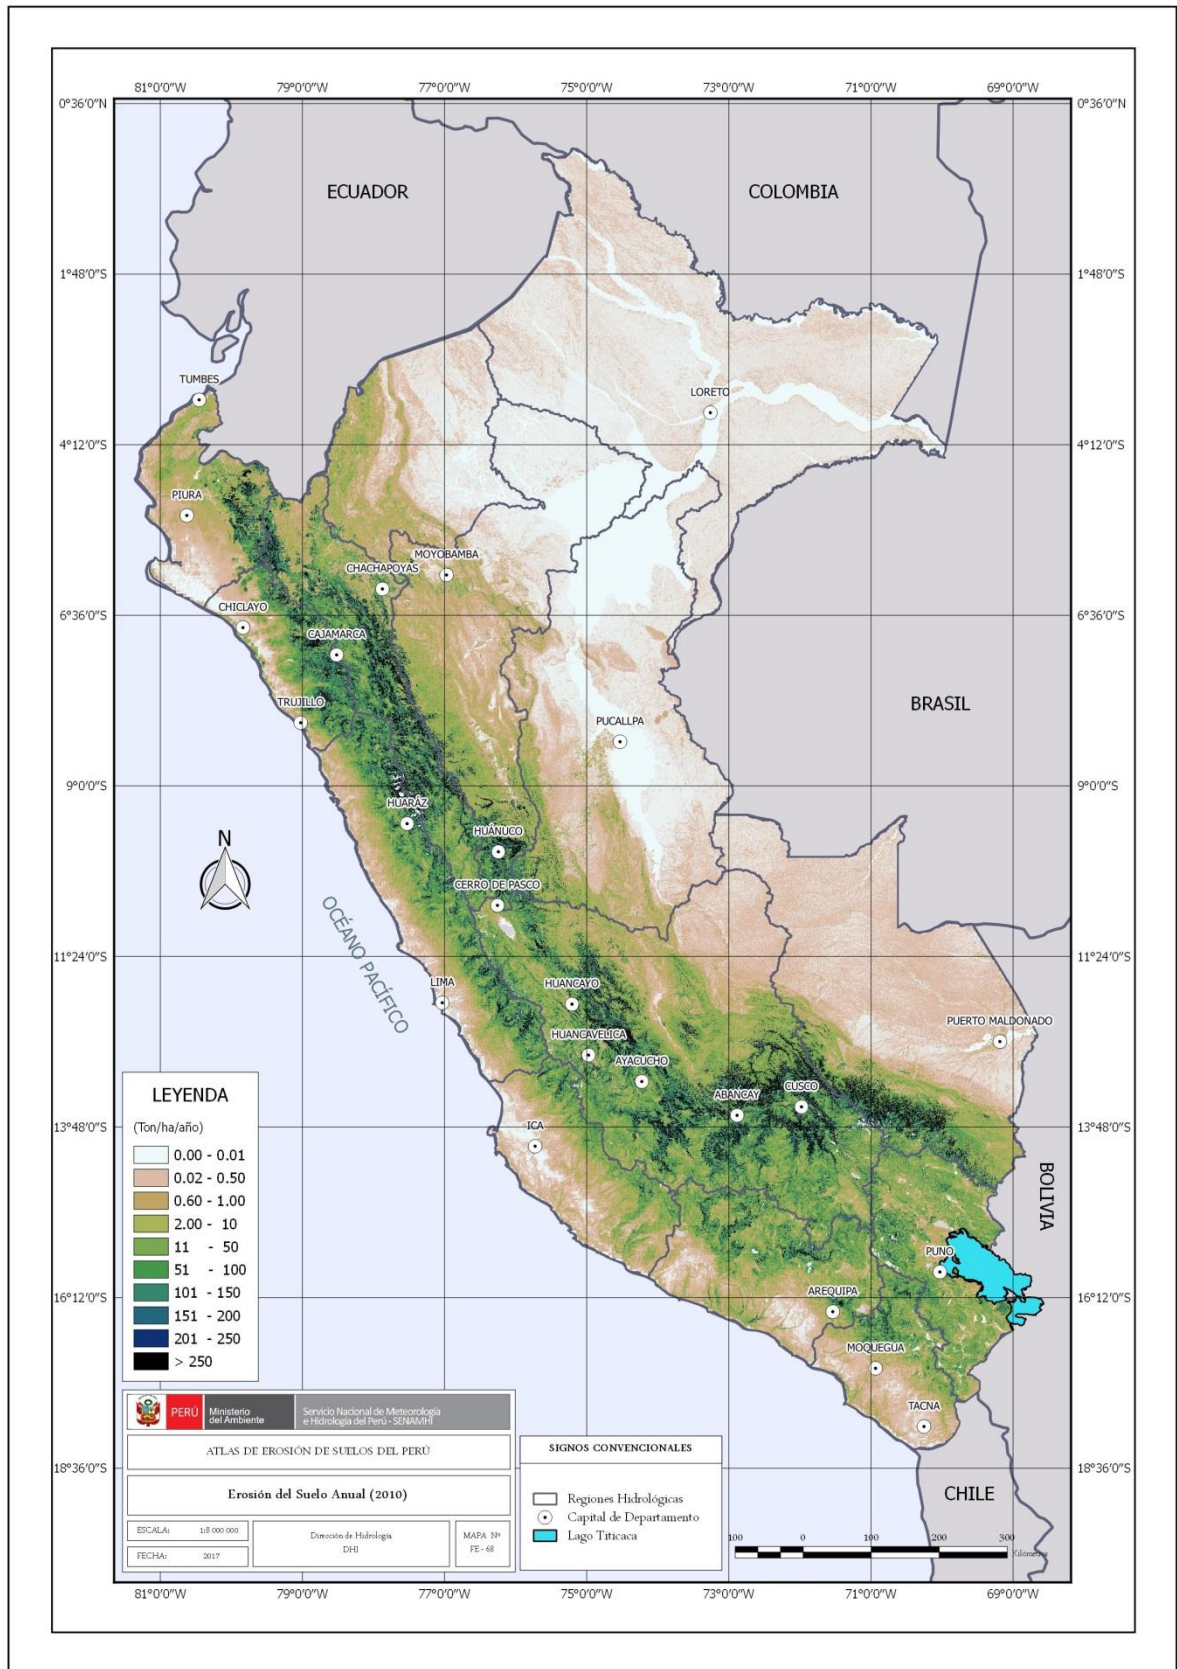 81°0'0"W 79°0'0"W 77°0'0"W 75°0'0"W 73°0'0"W 71°0'0"W 69°0'0"W
0°36'0"N 0°36'0"N
ECUADOR
COLOMBIA
1°48'0"S 1°48'0"S
TUMBES
LORETO
4°12'0"S 4°12'0"S
PIURA
MOYOBAMBA
CHACHAPOYAS
CHICLAYO
6°36'0"S 6°36'0"S
CAJAMARCA
TRUJILLO
BRASIL
PUCALLPA
9°0'0"S 9°0'0"S
HUARÁZ
N
HUÁNUCO
CERRO DE PASCO
OCÉANO PACÍFICO
11°24'0"S 11°24'0"S
LIMA
HUANCAYO
PUERTO MALDONADO
HUANCAVELICA
AYACUCHO
ABANCAY
CUSCO
13°48'0"S 13°48'0"S
ICA
BOLIVIA
PUNO
16°12'0"S 16°12'0"S
AREQUIPA
MOQUEGUA
TACNA
18°36'0"S 18°36'0"S
CHILE
LEYENDA
(Ton/ha/año)
0.00 - 0.01
0.02 - 0.50
0.60 - 1.00
2.00 - 10
11 - 50
51 - 100
101 - 150
151 - 200
201 - 250
> 250
PERÚ
Ministerio
del Ambiente
Servicio Nacional de Meteorología
e Hidrología del Perú - SENAMHI
ATLAS DE EROSIÓN DE SUELOS DEL PERÚ
Erosión del Suelo Anual (2010)
ESCALA: 1:8 000 000
FECHA: 2017
Dirección de Hidrología
DHI
MAPA Nº
FE - 68
SIGNOS CONVENCIONALES
Regiones Hidrológicas
Capital de Departamento
Lago Titicaca
100 0 100 200 300
Kilómetros
81°0'0"W 79°0'0"W 77°0'0"W 75°0'0"W 73°0'0"W 71°0'0"W 69°0'0"W